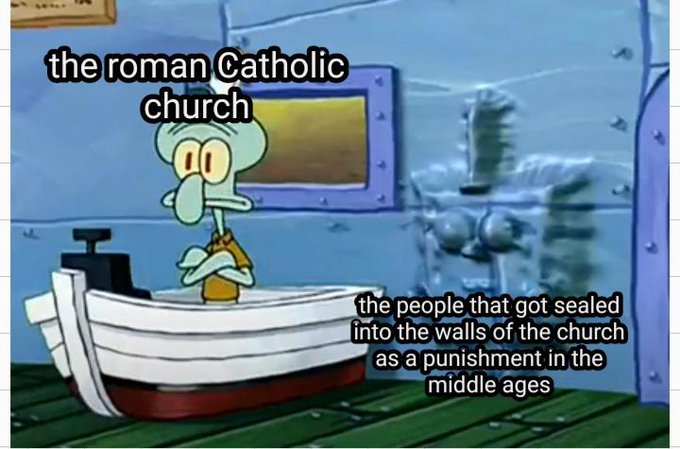 the roman Catholic
church
the people that got sealed
into the walls of the church
as a punishment in the
middle ages